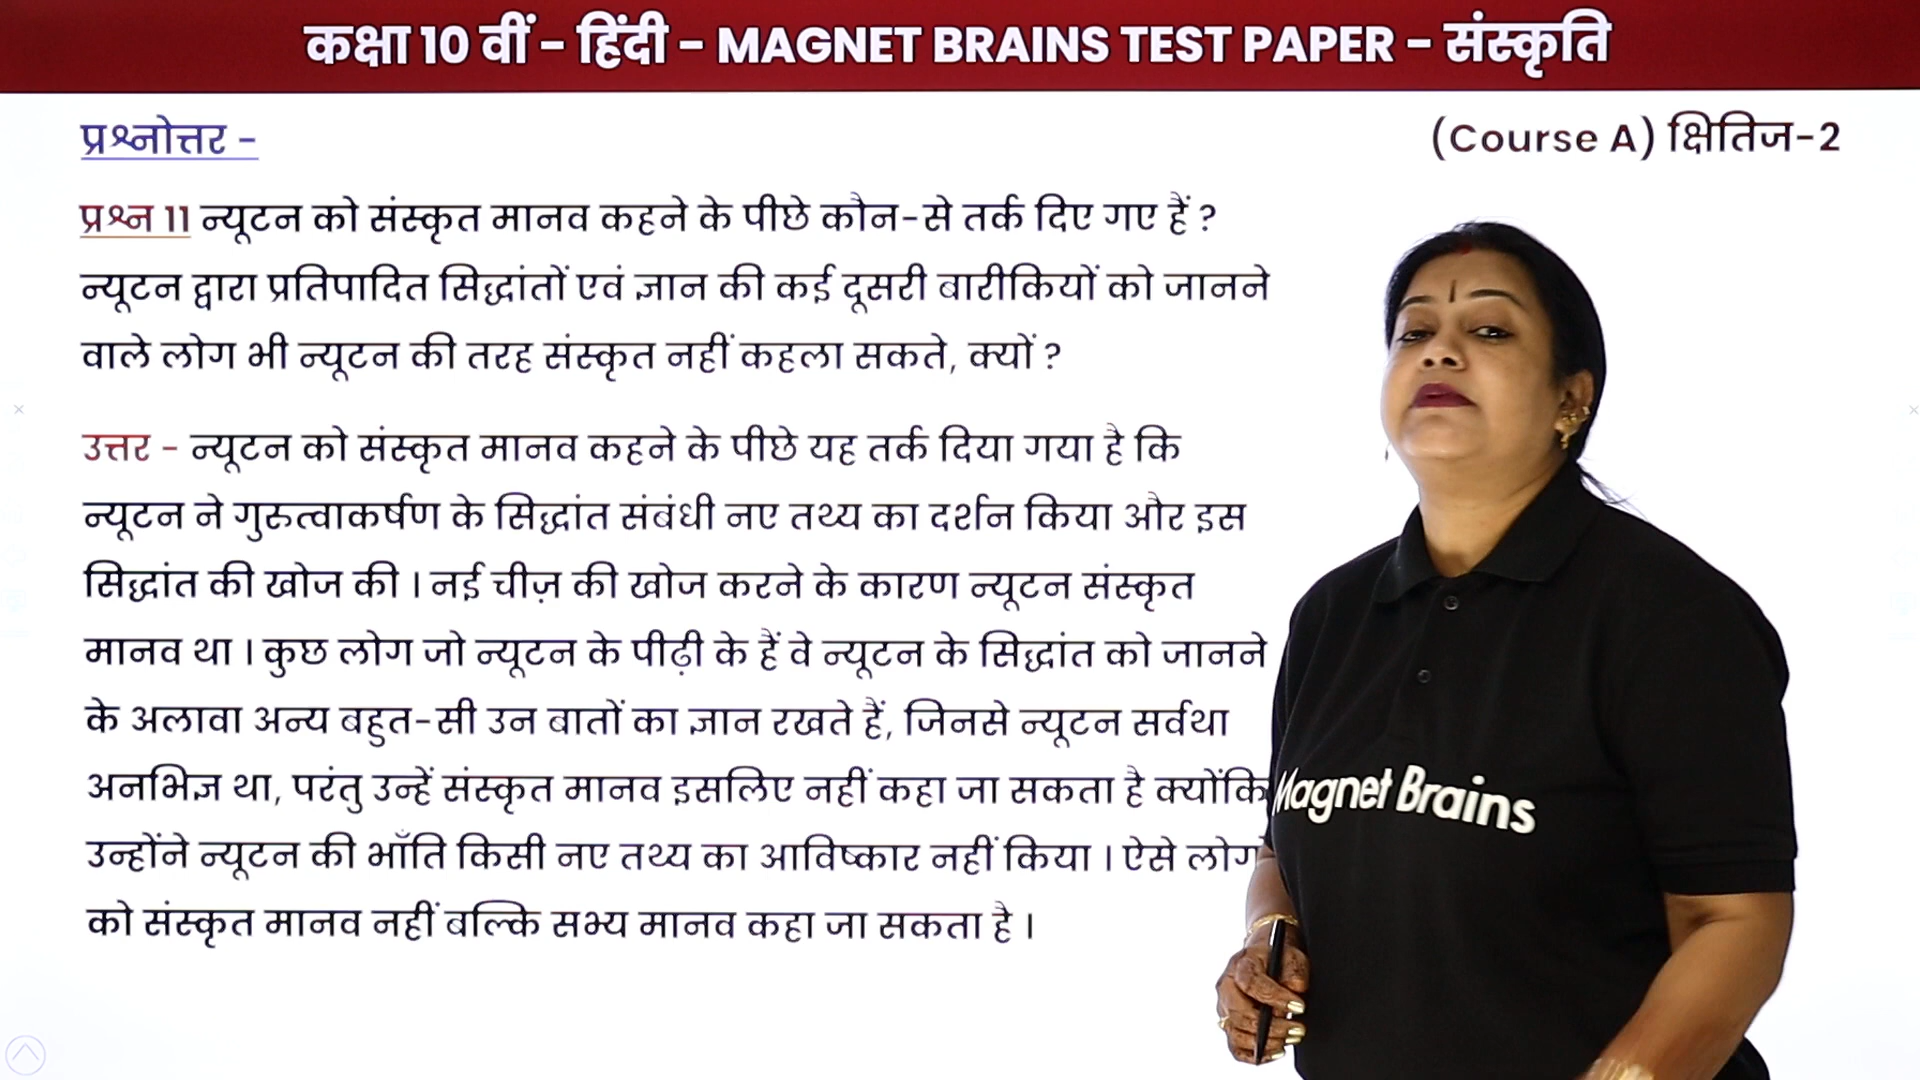 कक्षा 10 वीं - हिंदी - MAGNET BRAINS TEST PAPER - संस्कृति
प्रश्नोत्तर -
(Course A) क्षितिज-2
प्रश्न 11 न्यूटन को संस्कृत मानव कहने के पीछे कौन-से तर्क दिए गए हैं ?
न्यूटन द्वारा प्रतिपादित सिद्धांतों एवं ज्ञान की कई दूसरी बारीकियों को जानने
वाले लोग भी न्यूटन की तरह संस्कृत नहीं कहला सकते, क्यों ?
उत्तर - न्यूटन को संस्कृत मानव कहने के पीछे यह तर्क दिया गया है कि
न्यूटन ने गुरुत्वाकर्षण के सिद्धांत संबंधी नए तथ्य का दर्शन किया और इस
सिद्धांत की खोज की । नई चीज़ की खोज करने के कारण न्यूटन संस्कृत
मानव था । कुछ लोग जो न्यूटन के पीढ़ी के हैं वे न्यूटन के सिद्धांत को जानने
के अलावा अन्य बहुत-सी उन बातों का ज्ञान रखते हैं, जिनसे न्यूटन सर्वथा
अनभिज्ञ था, परंतु उन्हें संस्कृत मानव इसलिए नहीं कहा जा सकता है क्योंकि
उन्होंने न्यूटन की भाँति किसी नए तथ्य का आविष्कार नहीं किया । ऐसे
को संस्कृत मानव नहीं बल्कि सभ्य मानव कहा जा सकता है ।
Magnet Brains